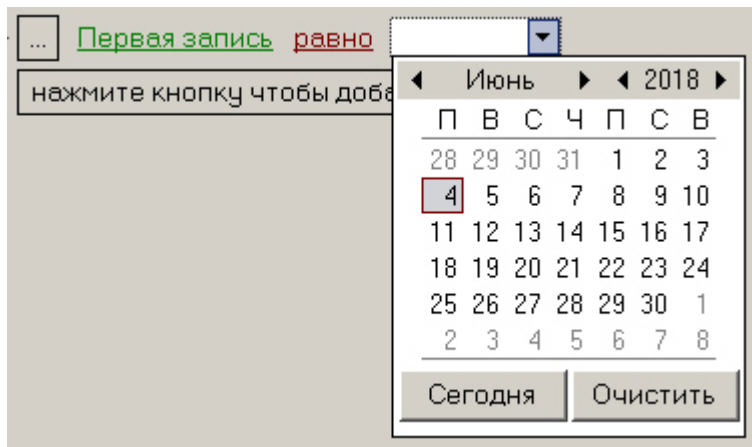 ... Первая запись равно
нажмите кнопку чтобы
Июнь 2018
П В С Ч П С В
28 29 30 31 1 2 3
4 5 6 7 8 9 10
11 12 13 14 15 16 17
18 19 20 21 22 23 24
25 26 27 28 29 30 1
2 3 4 5 6 7 8
Сегодня Очистить